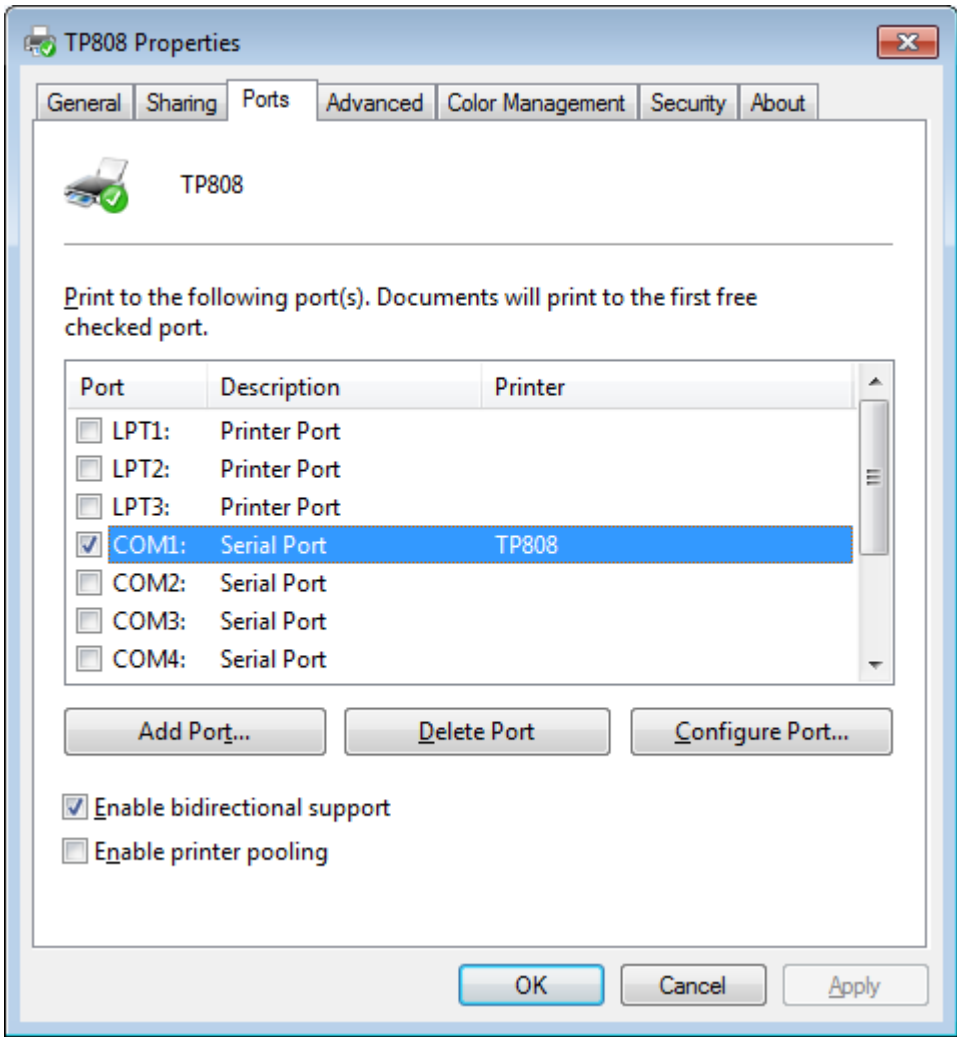 TP808 Properties
General Sharing Ports Advanced Color Management Security About
TP808
Print to the following port(s). Documents will print to the first free
checked port.
Port Description Printer
LPT1: Printer Port
LPT2: Printer Port
LPT3: Printer Port
COM1: Serial Port TP808
COM2: Serial Port
COM3: Serial Port
COM4: Serial Port
Add Port... Delete Port Configure Port...
Enable bidirectional support
Enable printer pooling
OK Cancel Apply